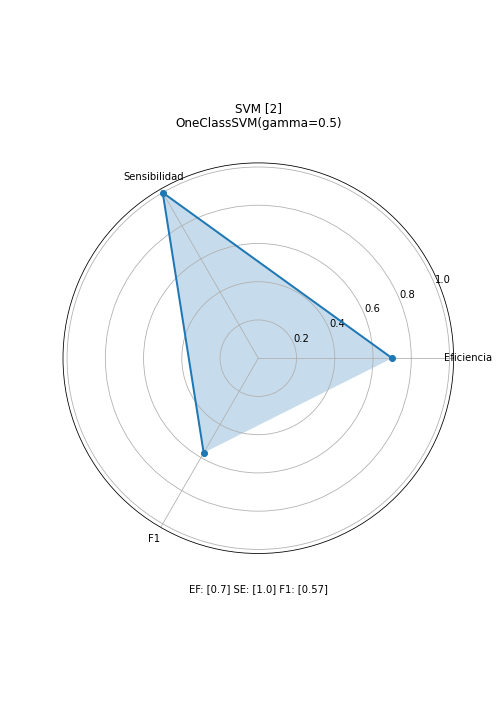 SVM [2]
OneClassSVM(gamma=0.5)
Sensibilidad
1.0
0.8
0.6
0.4
0.2
Eficiencia
F1
EF: [0.7] SE: [1.0] F1: [0.57]